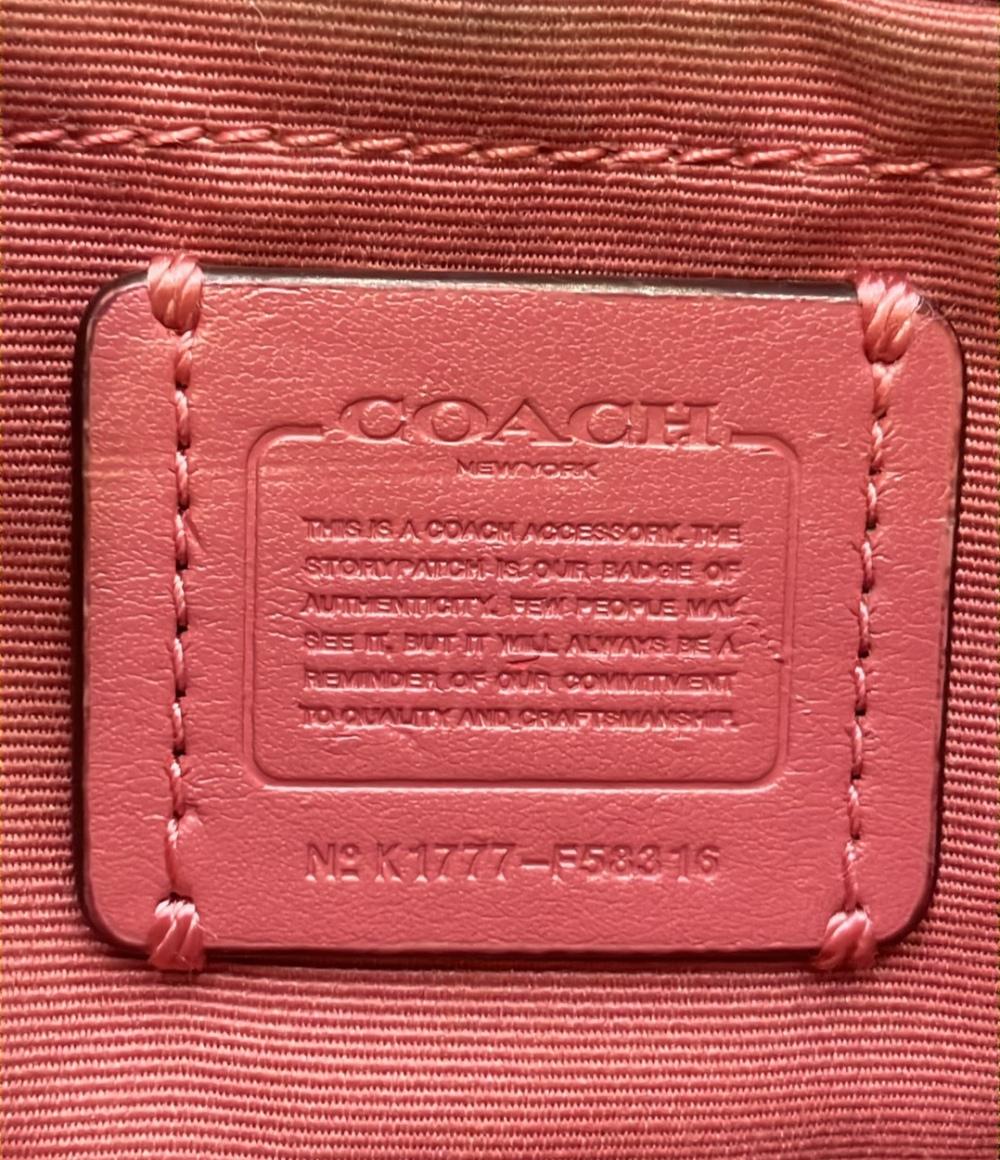 COACH
NEW YORK
THIS IS A COACH ACCESSORY. THE
STORYPATCH IS OUR BADGE OF
AUTHENTICITY. FEW PEOPLE MAY
SEE IT, BUT IT WILL ALWAYS BE A
REMINDER OF OUR COMMITMENT
TO QUALITY AND CRAFTSMANSHIP.
Nº K1777-F58316